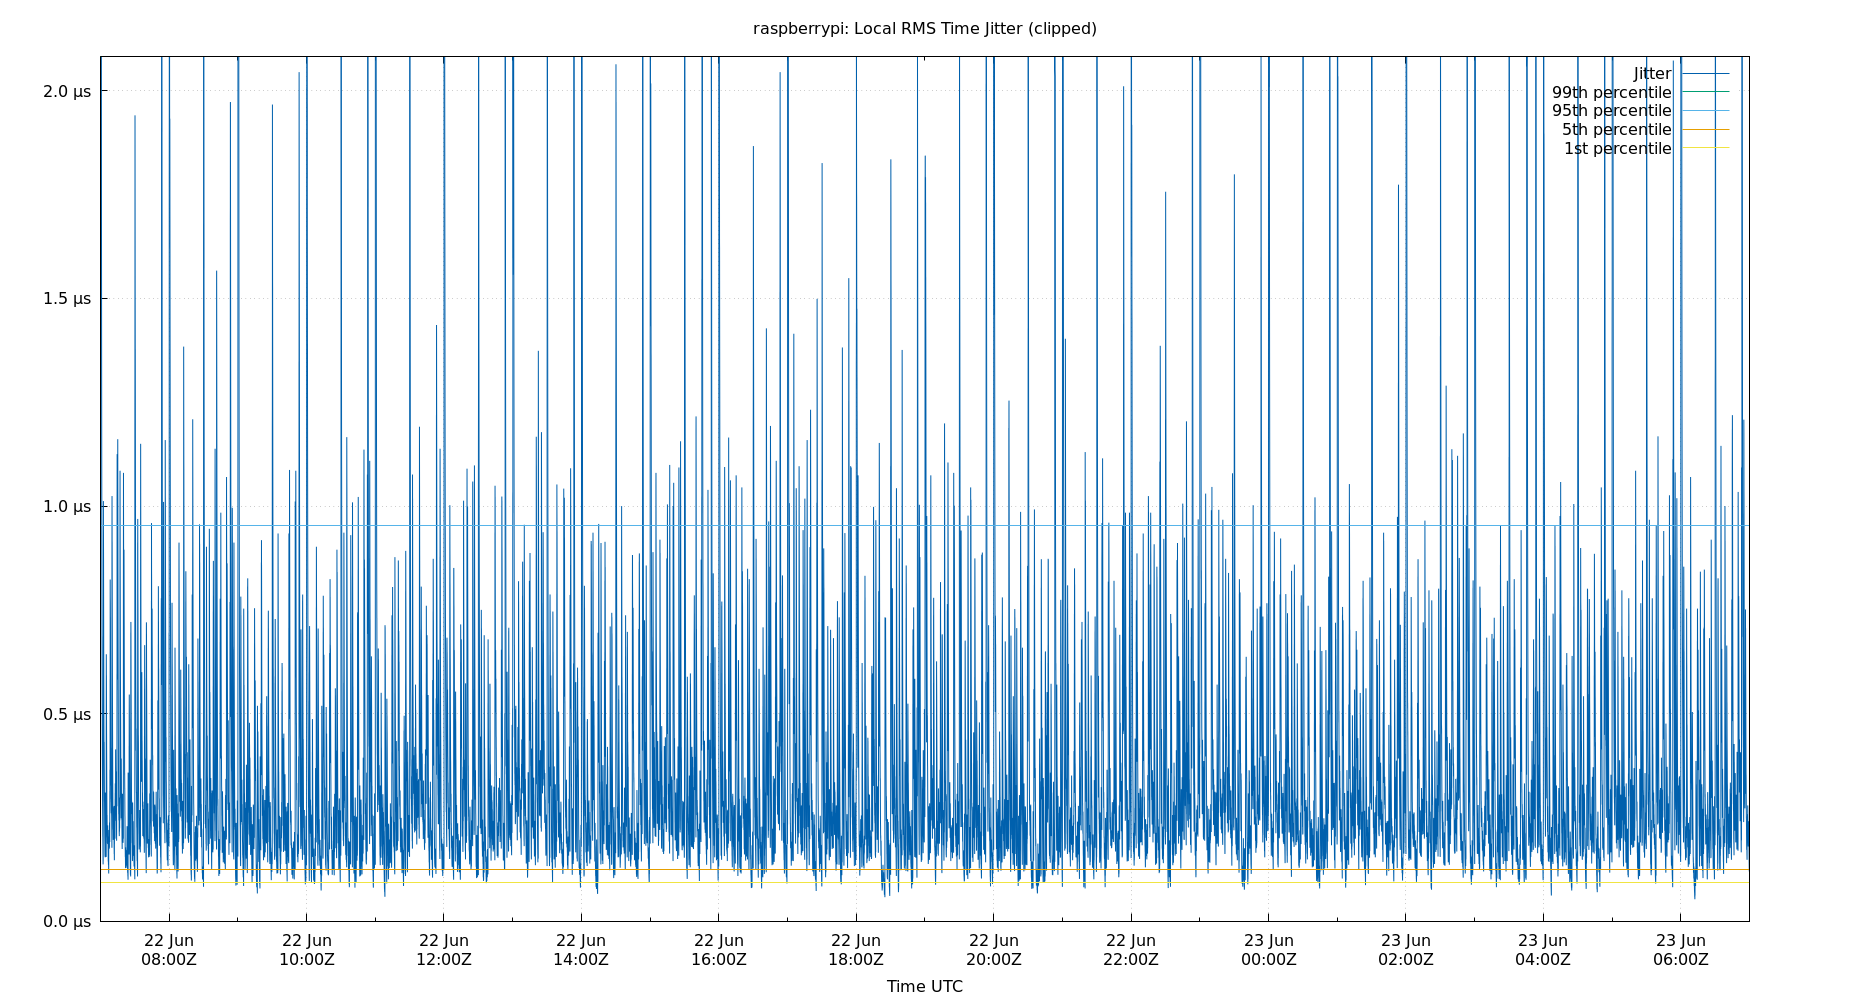 raspberrypi: Local RMS Time Jitter (clipped)
2.0 µs
1.5 µs
1.0 µs
0.5 µs
0.0 µs
Jitter
99th percentile
95th percentile
5th percentile
1st percentile
22 Jun 22 Jun 22 Jun 22 Jun 22 Jun 22 Jun 22 Jun 22 Jun 23 Jun 23 Jun 23 Jun 23 Jun
08:00Z 10:00Z 12:00Z 14:00Z 16:00Z 18:00Z 20:00Z 22:00Z 00:00Z 02:00Z 04:00Z 06:00Z
Time UTC